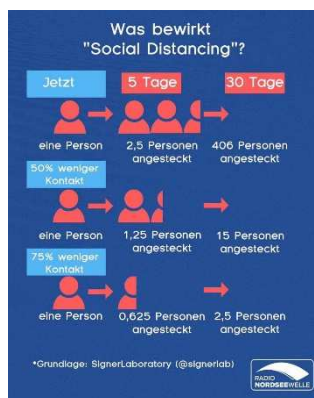 Was bewirkt
"Social Distancing"?
Jetzt
5 Tage
30 Tage
eine Person
2,5 Personen
angesteckt
406 Personen
angesteckt
50% weniger
Kontakt
eine Person
1,25 Personen
angesteckt
15 Personen
angesteckt
75% weniger
Kontakt
eine Person
0,625 Personen
angesteckt
2,5 Personen
angesteckt
*Grundlage: SignerLaboratory (@signerlab)
RADIO
NORDSEEWELLE